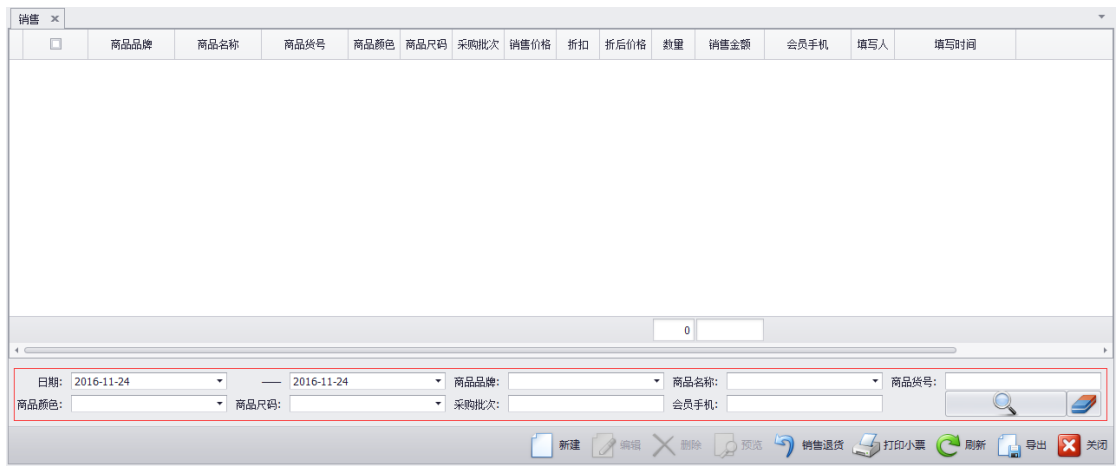 销售
商品品牌 商品名称 商品货号 商品颜色 商品尺码 采购批次 销售价格 折扣 折后价格 数量 销售金额 会员手机 填写人 填写时间
0
日期: 2016-11-24 —— 2016-11-24 商品品牌: 商品名称: 商品货号:
商品颜色: 商品尺码: 采购批次: 会员手机:
新建 编辑 删除 预览 销售退货 打印小票 刷新 导出 关闭